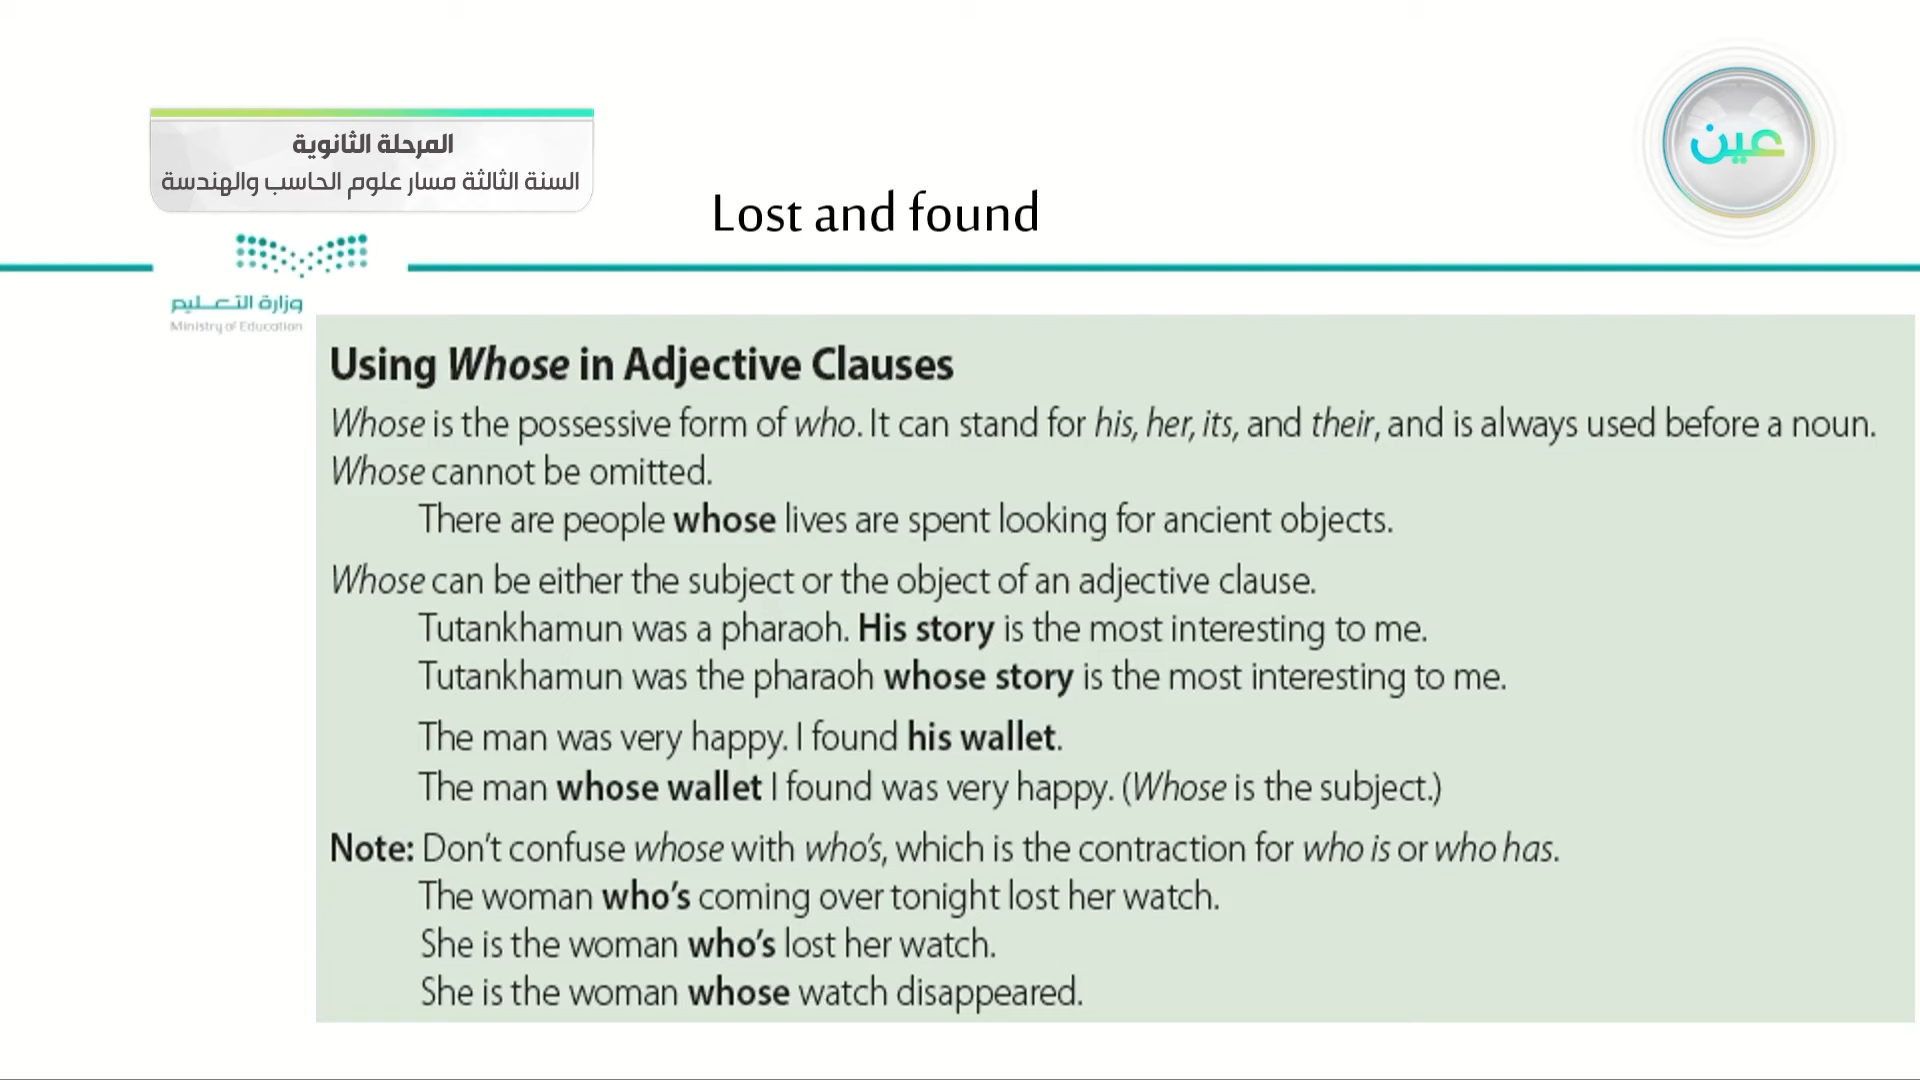 المرحلة الثانوية
السنة الثالثة مسار علوم الحاسب والهندسة
عين
Lost and found
وزارة التعليم
Ministry of Education
Using Whose in Adjective Clauses
Whose is the possessive form of who. It can stand for his, her, its, and their, and is always used before a noun.
Whose cannot be omitted.
There are people whose lives are spent looking for ancient objects.
Whose can be either the subject or the object of an adjective clause.
Tutankhamun was a pharaoh. His story is the most interesting to me.
Tutankhamun was the pharaoh whose story is the most interesting to me.
The man was very happy. I found his wallet.
The man whose wallet I found was very happy. (Whose is the subject.)
Note: Don't confuse whose with who's, which is the contraction for who is or who has.
The woman who's coming over tonight lost her watch.
She is the woman who's lost her watch.
She is the woman whose watch disappeared.